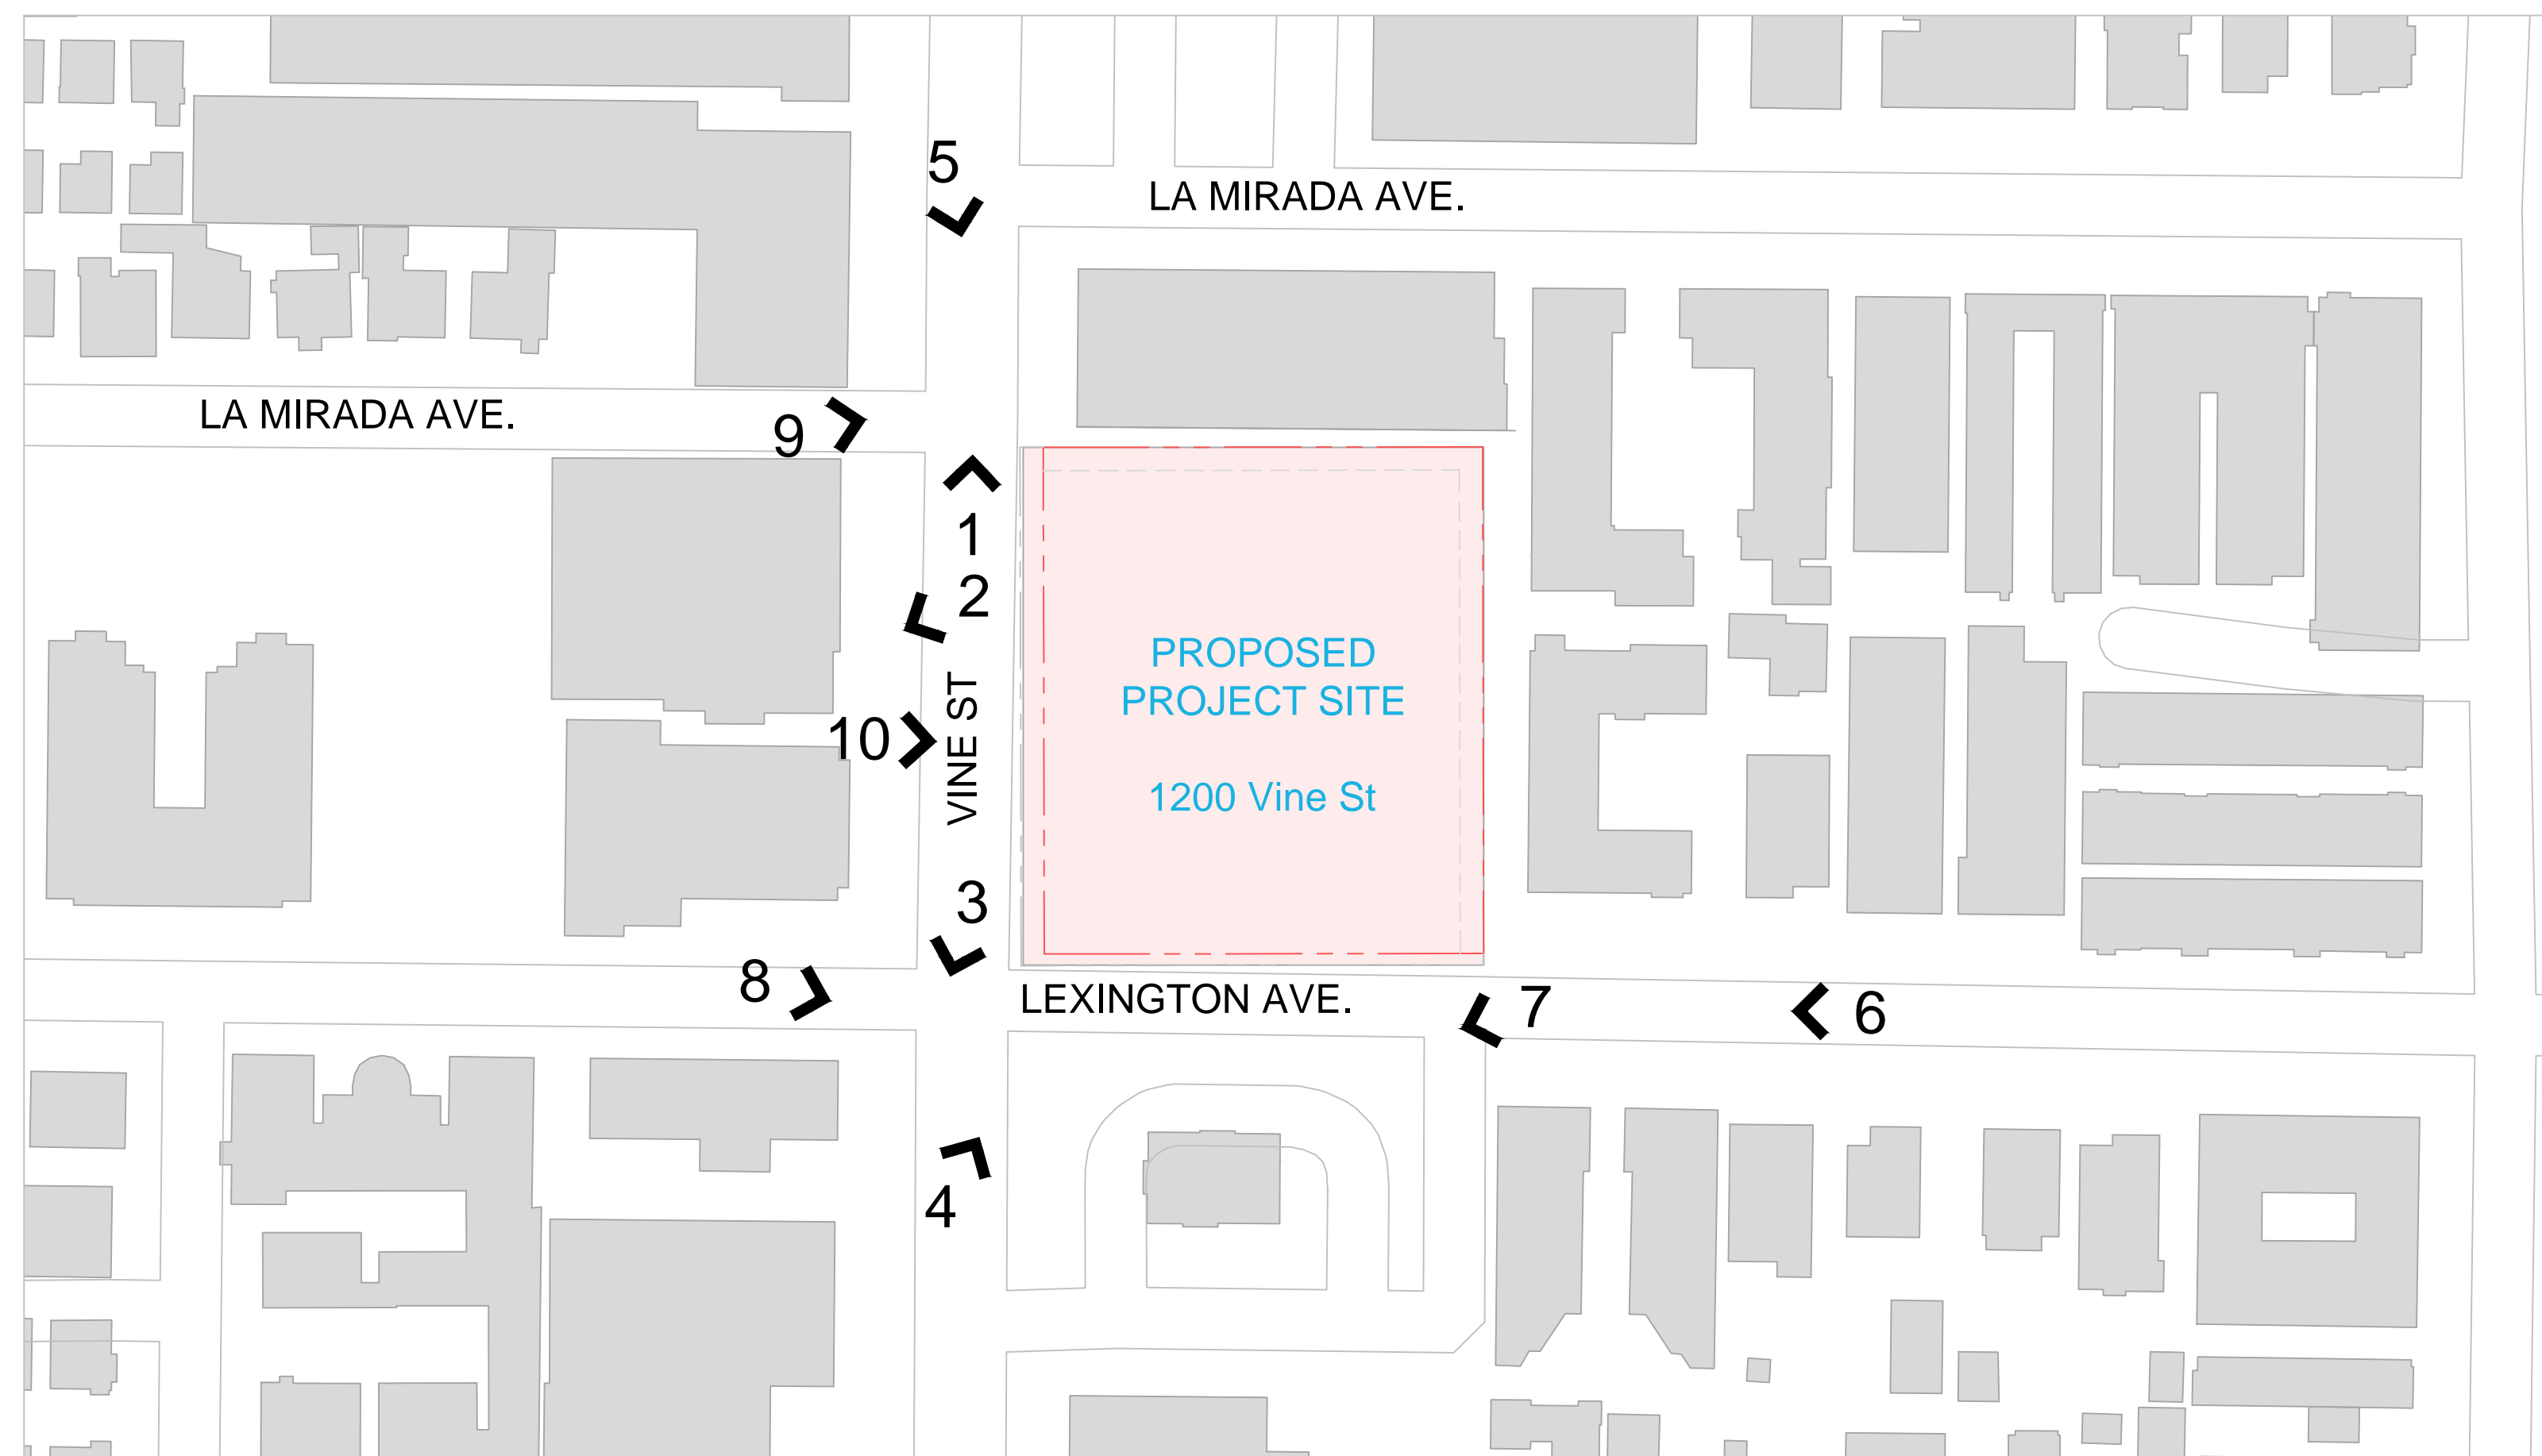 5
LA MIRADA AVE.
LA MIRADA AVE.
9
1
2
PROPOSED
PROJECT SITE
1200 Vine St
10
VINE ST
3
8
LEXINGTON AVE.
7
6
4